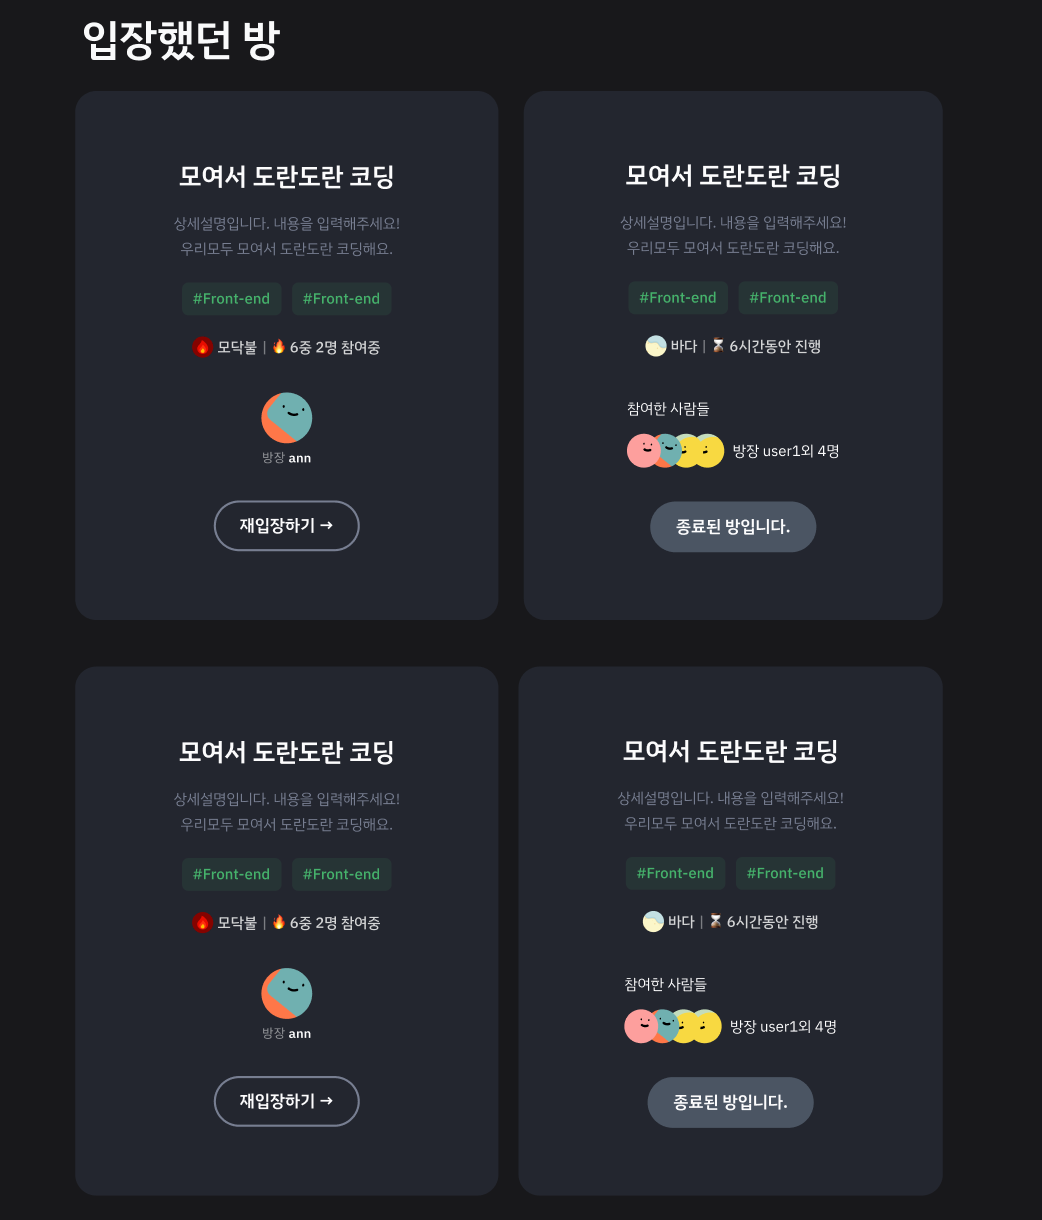 입장했던 방
모여서 도란도란 코딩
상세설명입니다. 내용을 입력해주세요!
우리모두 모여서 도란도란 코딩해요.
#Front-end #Front-end
모닥불 | 6중 2명 참여중
방장 ann
재입장하기 →
모여서 도란도란 코딩
상세설명입니다. 내용을 입력해주세요!
우리모두 모여서 도란도란 코딩해요.
#Front-end #Front-end
바다 | 6시간동안 진행
참여한 사람들
방장 user1외 4명
종료된 방입니다.
모여서 도란도란 코딩
상세설명입니다. 내용을 입력해주세요!
우리모두 모여서 도란도란 코딩해요.
#Front-end #Front-end
모닥불 | 6중 2명 참여중
방장 ann
재입장하기 →
모여서 도란도란 코딩
상세설명입니다. 내용을 입력해주세요!
우리모두 모여서 도란도란 코딩해요.
#Front-end #Front-end
바다 | 6시간동안 진행
참여한 사람들
방장 user1외 4명
종료된 방입니다.